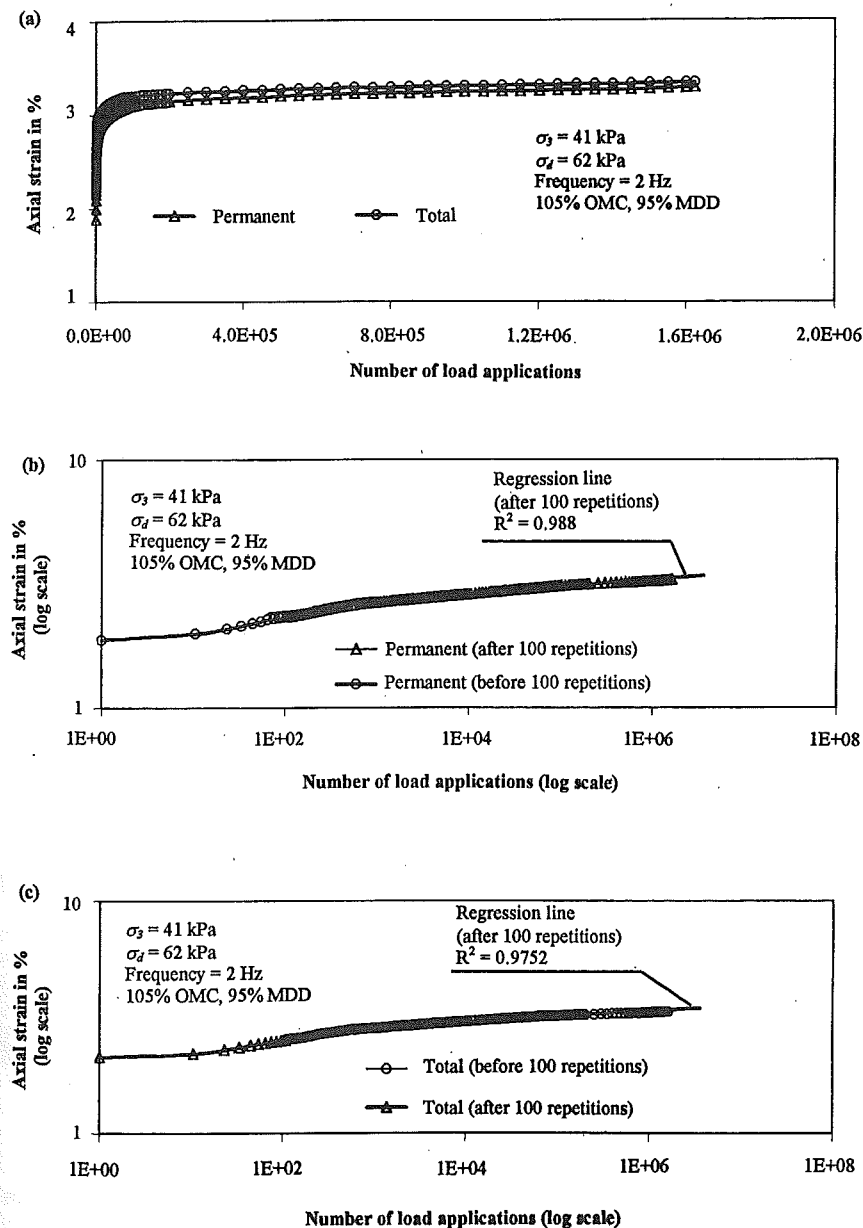 (a)
4
3
2
1
Axial strain in %
σ3 = 41 kPa
σd = 62 kPa
Frequency = 2 Hz
105% OMC, 95% MDD
Permanent
Total
0.0E+00 4.0E+05 8.0E+05 1.2E+06 1.6E+06 2.0E+06
Number of load applications
(b)
10
1
Axial strain in %
(log scale)
σ3 = 41 kPa
σd = 62 kPa
Frequency = 2 Hz
105% OMC, 95% MDD
Regression line
(after 100 repetitions)
R² = 0.988
Permanent (after 100 repetitions)
Permanent (before 100 repetitions)
1E+00 1E+02 1E+04 1E+06 1E+08
Number of load applications (log scale)
(c)
10
1
Axial strain in %
(log scale)
σ3 = 41 kPa
σd = 62 kPa
Frequency = 2 Hz
105% OMC, 95% MDD
Regression line
(after 100 repetitions)
R² = 0.9752
Total (before 100 repetitions)
Total (after 100 repetitions)
1E+00 1E+02 1E+04 1E+06 1E+08
Number of load applications (log scale)